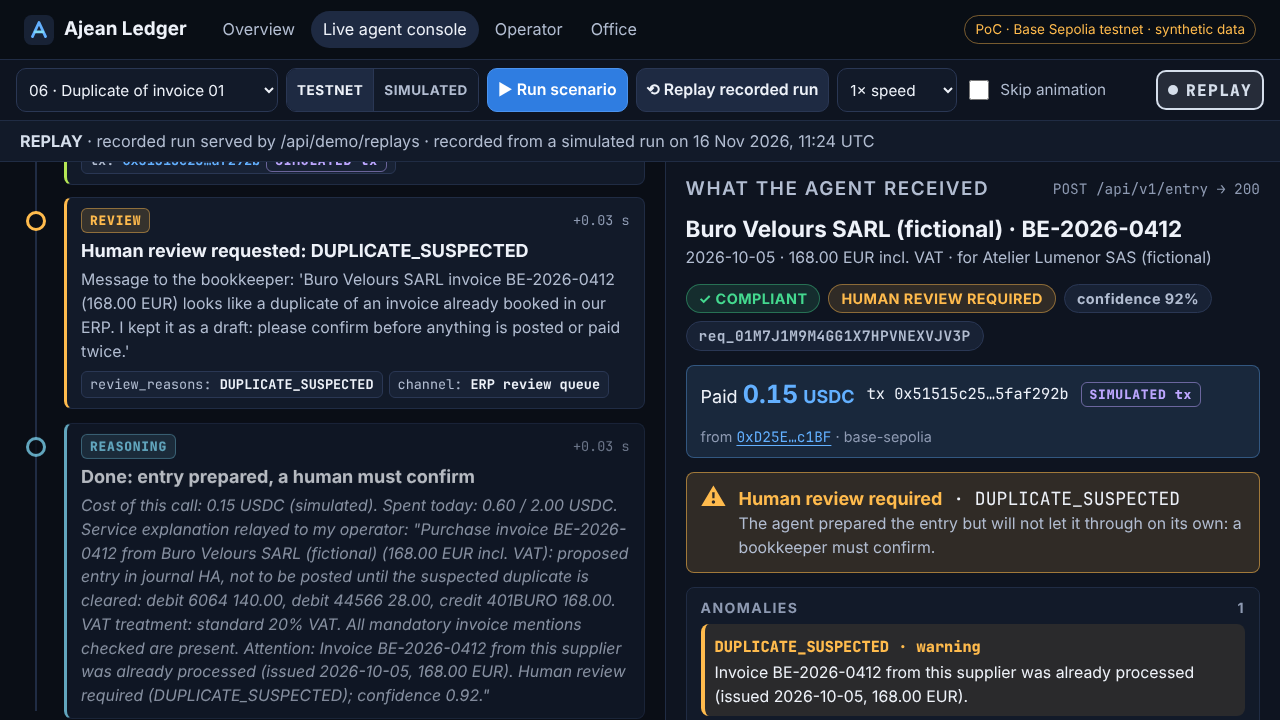 Ajean Ledger
Overview
Live agent console
Operator
Office
PoC · Base Sepolia testnet · synthetic data
06 · Duplicate of invoice 01
TESTNET
SIMULATED
▶ Run scenario
⟲ Replay recorded run
1× speed
Skip animation
REPLAY
REPLAY · recorded run served by /api/demo/replays · recorded from a simulated run on 16 Nov 2026, 11:24 UTC
REVIEW
+0.03 s
Human review requested: DUPLICATE_SUSPECTED
Message to the bookkeeper: 'Buro Velours SARL invoice BE-2026-0412
(168.00 EUR) looks like a duplicate of an invoice already booked in our
ERP. I kept it as a draft: please confirm before anything is posted or paid
twice.'
review_reasons: DUPLICATE_SUSPECTED
channel: ERP review queue
REASONING
+0.03 s
Done: entry prepared, a human must confirm
Cost of this call: 0.15 USDC (simulated). Spent today: 0.60 / 2.00 USDC.
Service explanation relayed to my operator: "Purchase invoice BE-2026-
0412 from Buro Velours SARL (fictional) (168.00 EUR incl. VAT): proposed
entry in journal HA, not to be posted until the suspected duplicate is
cleared: debit 6064 140.00, debit 44566 28.00, credit 401BURO 168.00.
VAT treatment: standard 20% VAT. All mandatory invoice mentions
checked are present. Attention: Invoice BE-2026-0412 from this supplier
was already processed (issued 2026-10-05, 168.00 EUR). Human review
required (DUPLICATE_SUSPECTED); confidence 0.92."
WHAT THE AGENT RECEIVED
POST /api/v1/entry → 200
Buro Velours SARL (fictional) · BE-2026-0412
2026-10-05 · 168.00 EUR incl. VAT · for Atelier Lumenor SAS (fictional)
✓ COMPLIANT
HUMAN REVIEW REQUIRED
confidence 92%
req_01M7J1M9M4GG1X7HPVNEXVJV3P
Paid 0.15 USDC tx 0x51515c25…5faf292b SIMULATED tx
from 0xD25E…c1BF · base-sepolia
Human review required · DUPLICATE_SUSPECTED
The agent prepared the entry but will not let it through on its own: a
bookkeeper must confirm.
ANOMALIES
1
DUPLICATE_SUSPECTED · warning
Invoice BE-2026-0412 from this supplier was already processed
(issued 2026-10-05, 168.00 EUR).